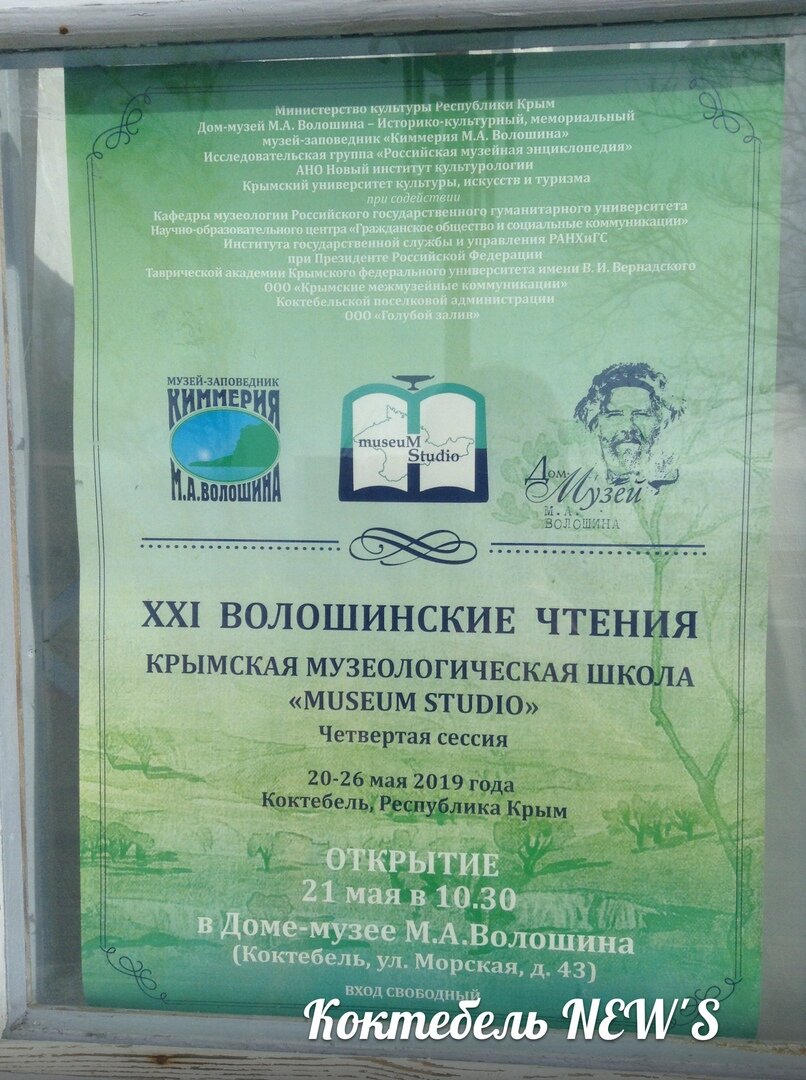 Министерство культуры Республики Крым
Дом-музей М.А. Волошина – Историко-культурный, мемориальный
музей-заповедник «Киммерия М.А. Волошина»
Исследовательская группа «Российская музейная энциклопедия»
АНО Новый институт культурологии
Крымский университет культуры, искусств и туризма
при содействии
Кафедры музеологии Российского государственного гуманитарного университета
Научно-образовательного центра «Гражданское общество и социальные коммуникации»
Института государственной службы и управления РАНХиГС
при Президенте Российской Федерации
Таврической академии Крымского федерального университета имени В. И. Вернадского
ООО «Крымские межмузейные коммуникации»
Коктебельской поселковой администрации
ООО «Голубой залив»
МУЗЕЙ-ЗАПОВЕДНИК
КИММЕРИЯ
М.А.ВОЛОШИНА
museuM
Studio
Дом-
Музей
М.А.
ВОЛОШИНА
XXI ВОЛОШИНСКИЕ ЧТЕНИЯ
КРЫМСКАЯ МУЗЕОЛОГИЧЕСКАЯ ШКОЛА
«MUSEUM STUDIO»
Четвертая сессия
20-26 мая 2019 года
Коктебель, Республика Крым
ОТКРЫТИЕ
21 мая в 10.30
в Доме-музее М.А.Волошина
(Коктебель, ул. Морская, д. 43)
ВХОД СВОБОДНЫЙ
Коктебель NEW'S